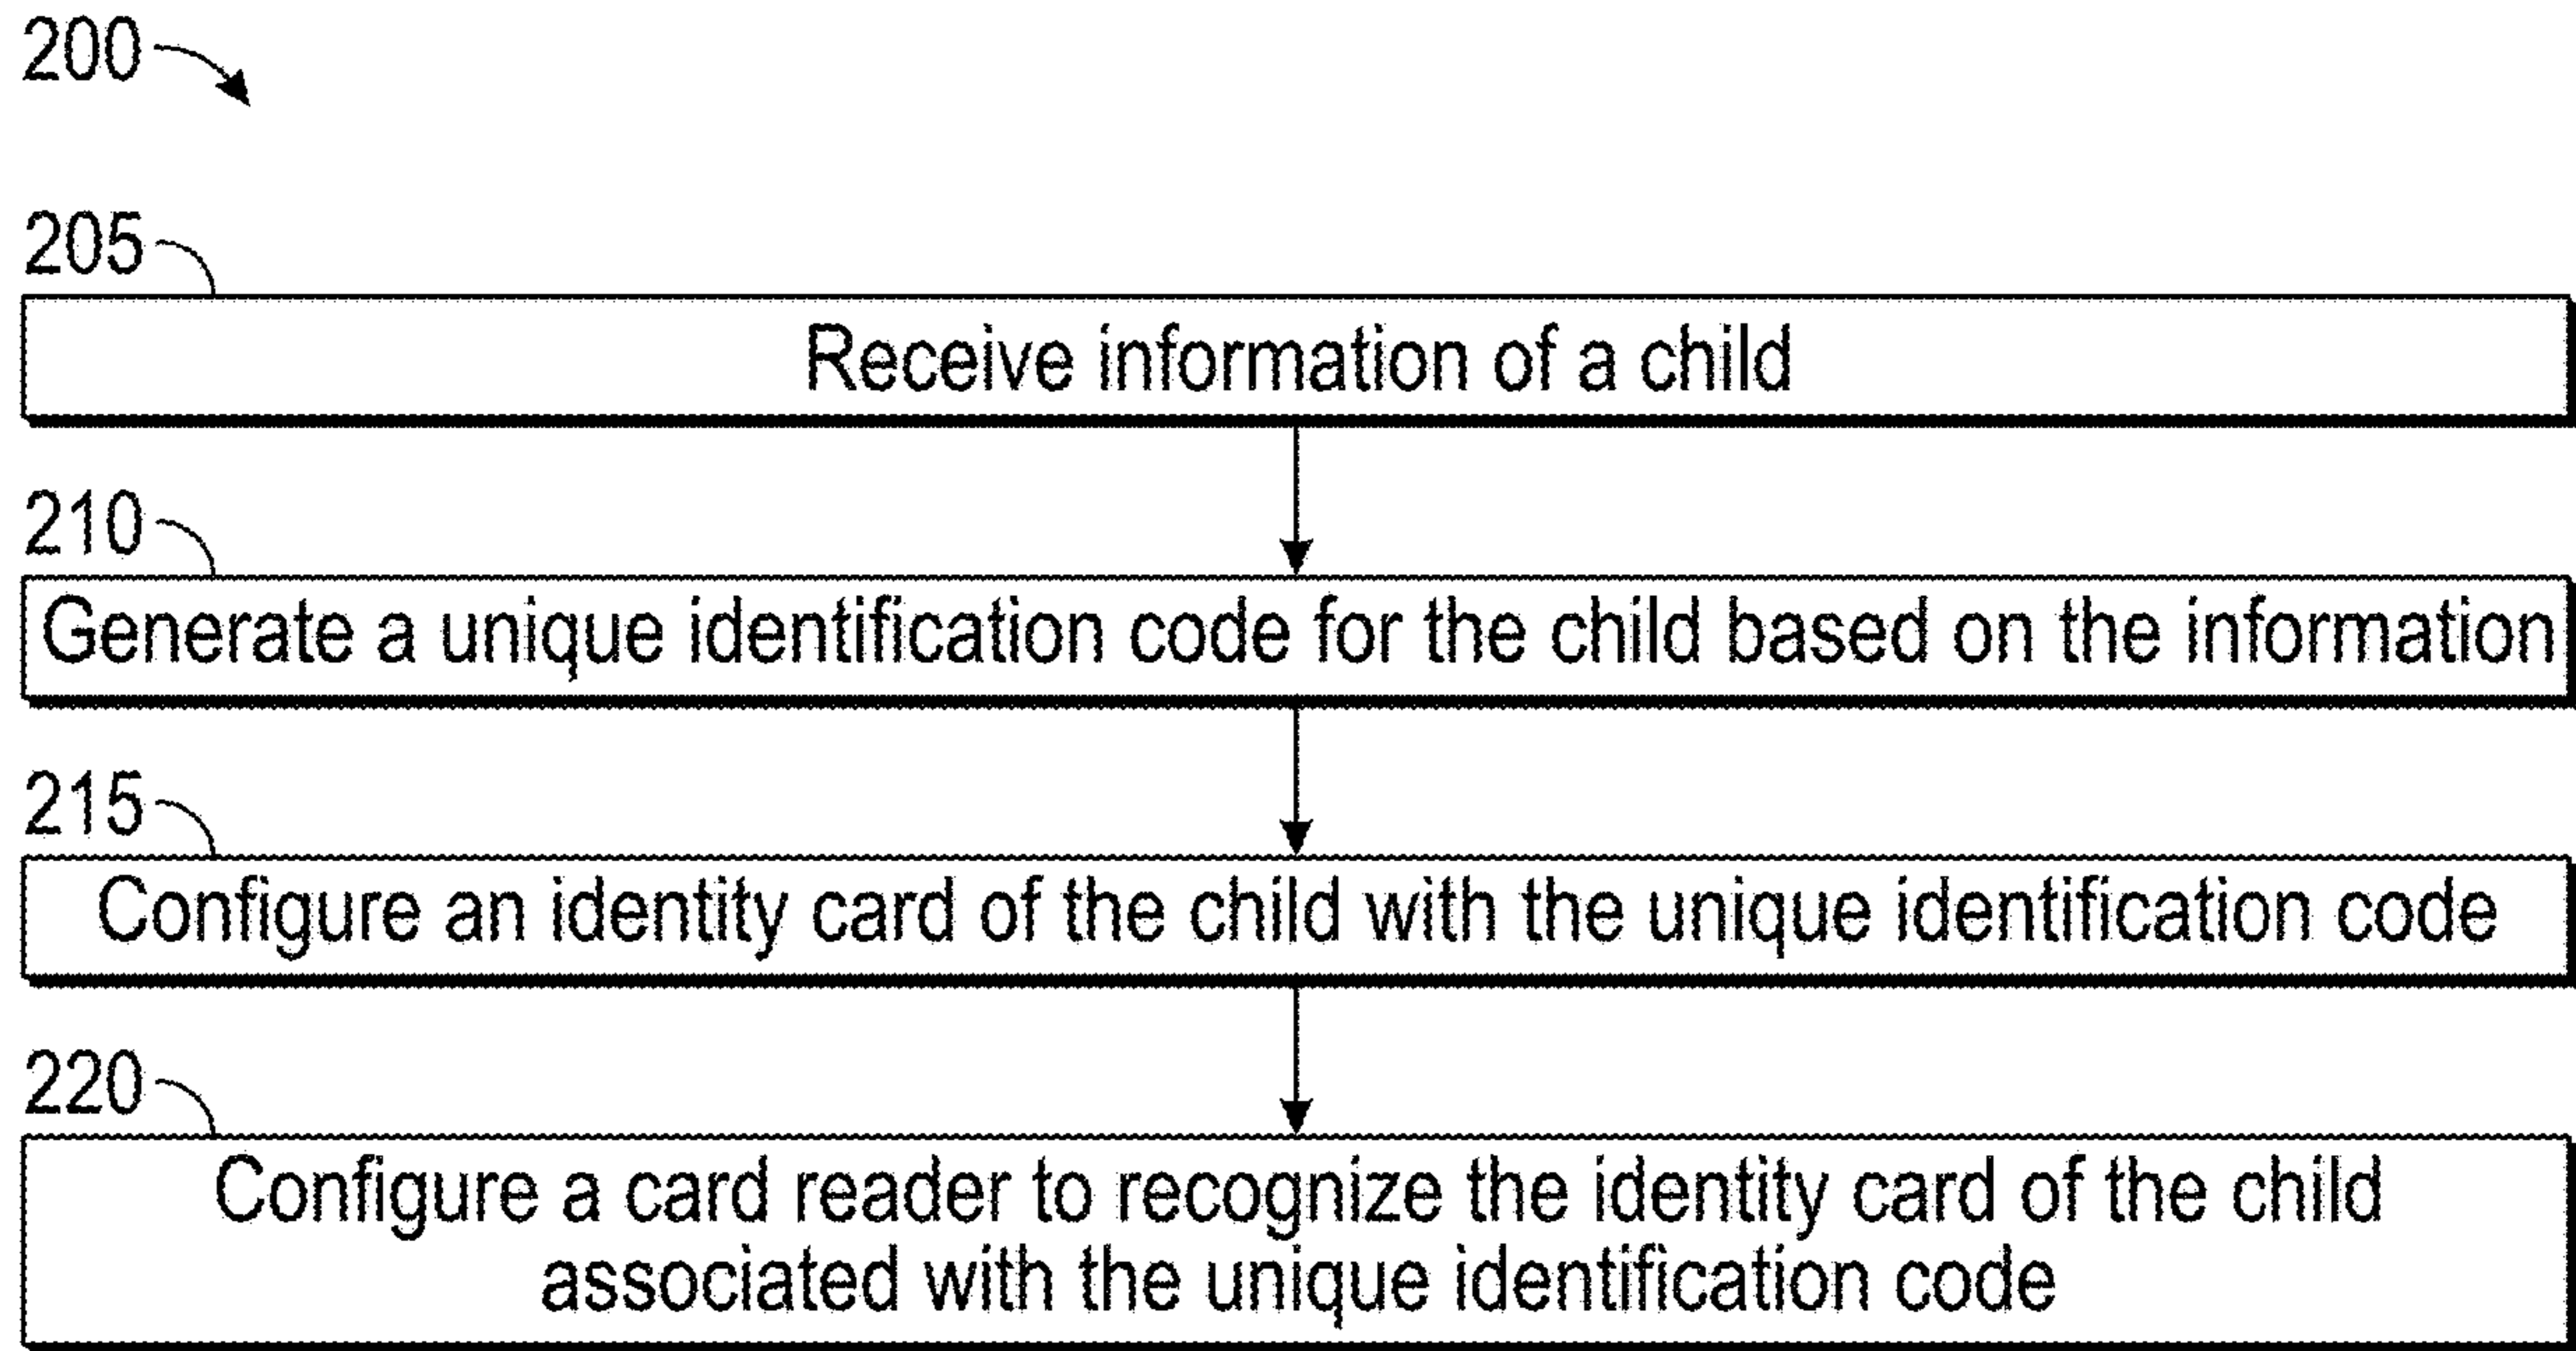 200
205
Receive information of a child
210
Generate a unique identification code for the child based on the information
215
Configure an identity card of the child with the unique identification code
220
Configure a card reader to recognize the identity card of the child
associated with the unique identification code